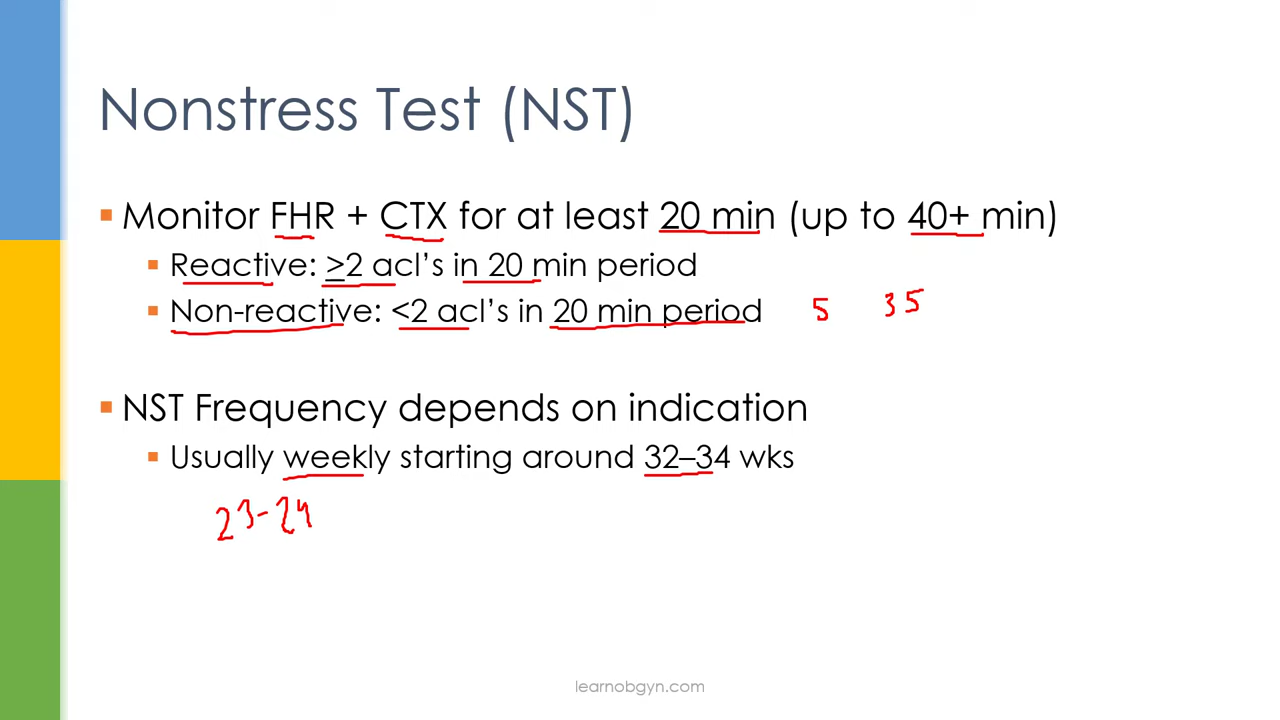 Nonstress Test (NST)
Monitor FHR + CTX for at least 20 min (up to 40+ min)
Reactive: >2 acl's in 20 min period
Non-reactive: <2 acl's in 20 min period 5 35
NST Frequency depends on indication
Usually weekly starting around 32–34 wks
23-24
learnobgyn.com